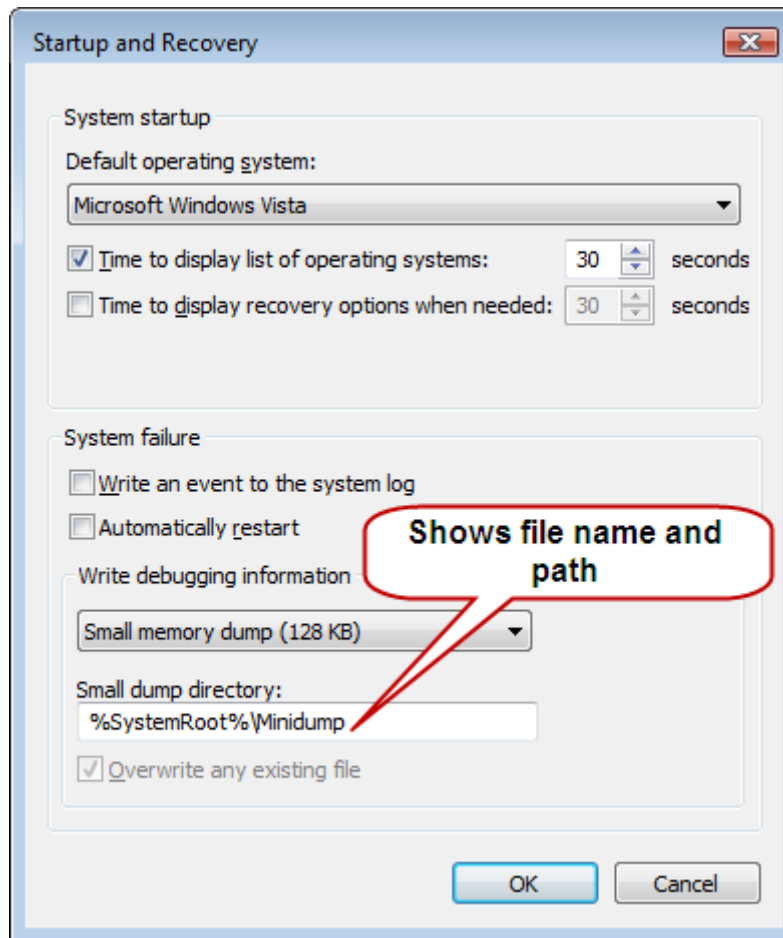 Startup and Recovery
System startup
Default operating system:
Microsoft Windows Vista
Time to display list of operating systems: 30 seconds
Time to display recovery options when needed: 30 seconds
System failure
Write an event to the system log
Automatically restart
Shows file name and
path
Write debugging information
Small memory dump (128 KB)
Small dump directory:
%SystemRoot%\Minidump
Overwrite any existing file
OK Cancel